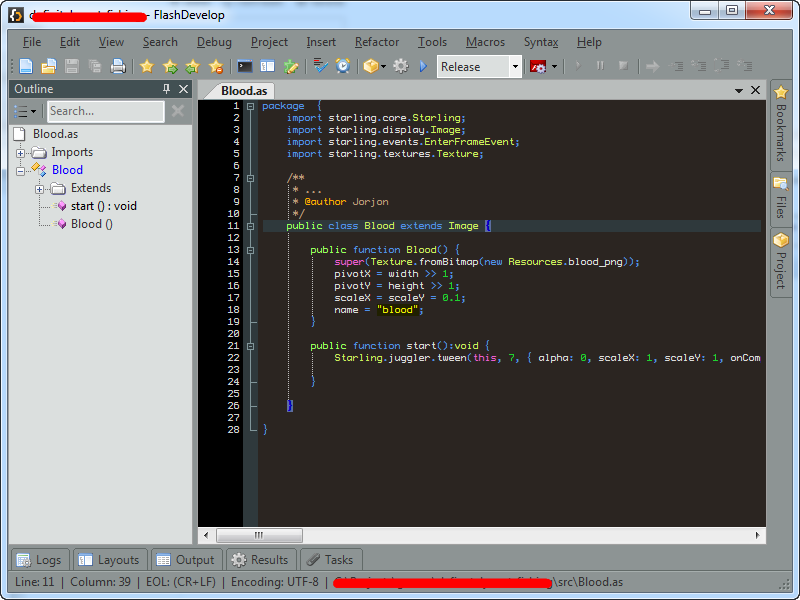 - FlashDevelop
File Edit View Search Debug Project Insert Refactor Tools Macros Syntax Help
Release
Outline
Search...
Blood.as
Imports
Blood
Extends
start () : void
Blood ()
Blood.as
1 package {
2 import starling.core.Starling;
3 import starling.display.Image;
4 import starling.events.EnterFrameEvent;
5 import starling.textures.Texture;
6
7 /**
8 * ...
9 * @author Jorjon
10 */
11 public class Blood extends Image {
12
13 public function Blood() {
14 super(Texture.fromBitmap(new Resources.blood_png));
15 pivotX = width >> 1;
16 pivotY = height >> 1;
17 scaleX = scaleY = 0.1;
18 name = "blood";
19 }
20
21 public function start():void {
22 Starling.juggler.tween(this, 7, { alpha: 0, scaleX: 1, scaleY: 1, onCom
23
24 }
25
26 }
27
28 }
Bookmarks
Files
Project
Logs Layouts Output Results Tasks
Line: 11 | Column: 39 | EOL: (CR+LF) | Encoding: UTF-8 | \src\Blood.as